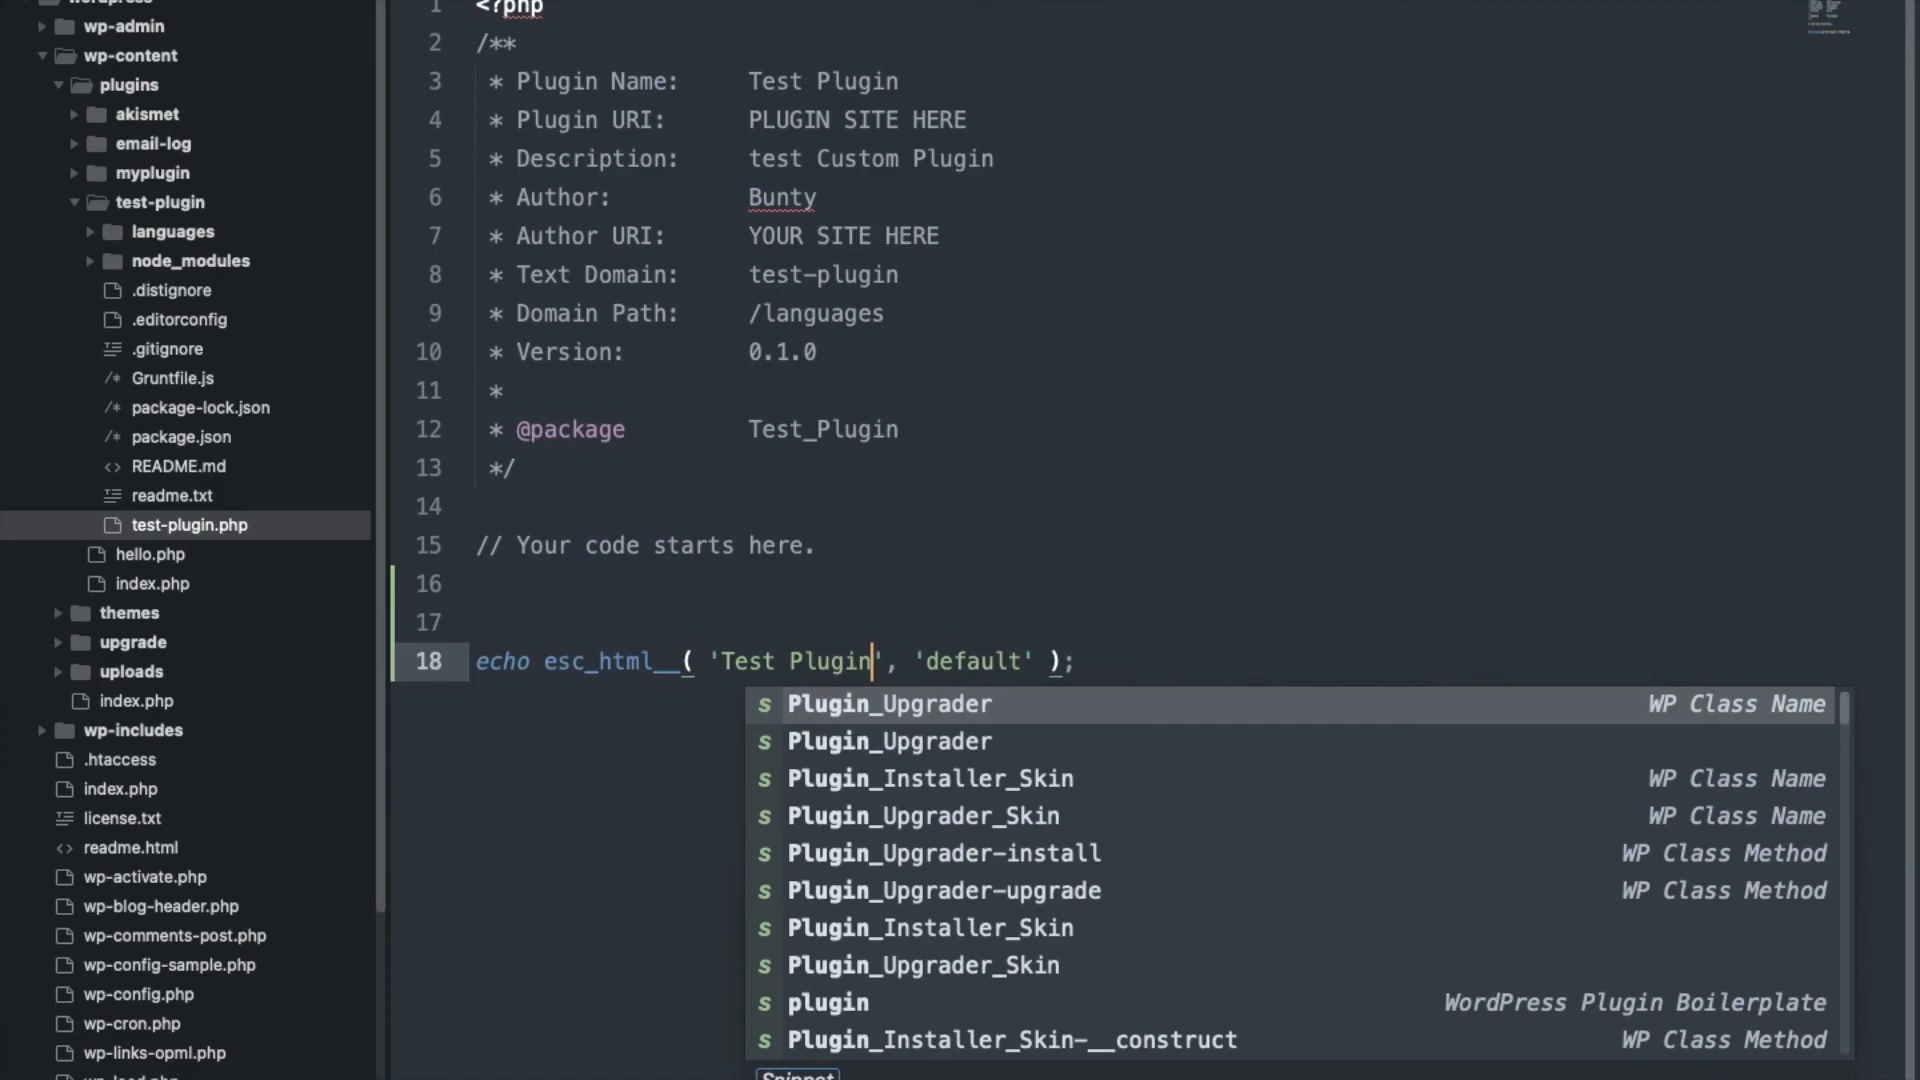 wordpress
wp-admin
wp-content
plugins
akismet
email-log
myplugin
test-plugin
languages
node_modules
.distignore
.editorconfig
.gitignore
/* Gruntfile.js
/* package-lock.json
/* package.json
<> README.md
readme.txt
test-plugin.php
hello.php
index.php
themes
upgrade
uploads
index.php
wp-includes
.htaccess
index.php
license.txt
<> readme.html
wp-activate.php
wp-blog-header.php
wp-comments-post.php
wp-config-sample.php
wp-config.php
wp-cron.php
wp-links-opml.php
wp-load.php
1 <?php
2 /**
3 * Plugin Name: Test Plugin
4 * Plugin URI: PLUGIN SITE HERE
5 * Description: test Custom Plugin
6 * Author: Bunty
7 * Author URI: YOUR SITE HERE
8 * Text Domain: test-plugin
9 * Domain Path: /languages
10 * Version: 0.1.0
11 *
12 * @package Test_Plugin
13 */
14
15 // Your code starts here.
16
17
18 echo esc_html__( 'Test Plugin', 'default' );
s Plugin_Upgrader WP Class Name
s Plugin_Upgrader
s Plugin_Installer_Skin WP Class Name
s Plugin_Upgrader_Skin WP Class Name
s Plugin_Upgrader-install WP Class Method
s Plugin_Upgrader-upgrade WP Class Method
s Plugin_Installer_Skin
s Plugin_Upgrader_Skin
s plugin WordPress Plugin Boilerplate
s Plugin_Installer_Skin-__construct WP Class Method
Snippet